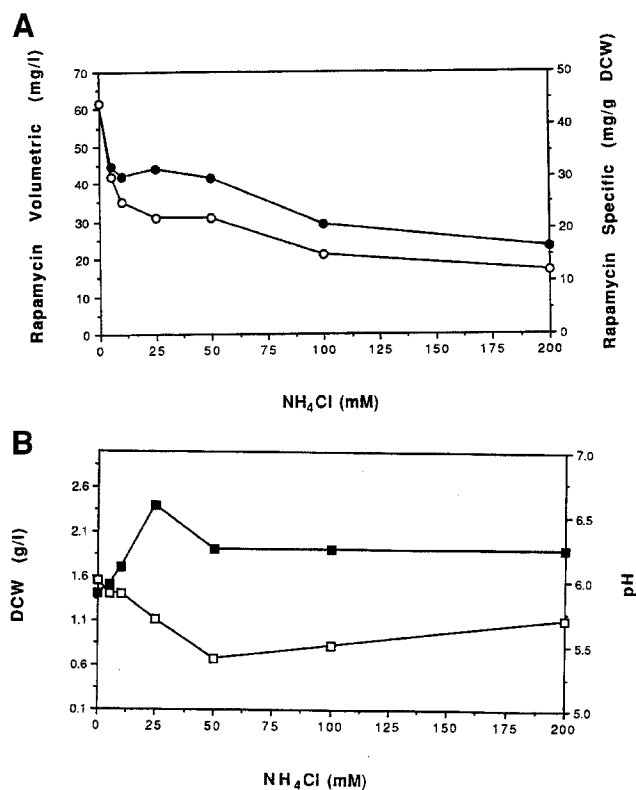 A
Rapamycin Volumetric (mg/l)
70
60
50
40
30
20
10
0
Rapamycin Specific (mg/g DCW)
50
40
30
20
10
0
0 25 50 75 100 125 150 175 200
NH4Cl (mM)
B
DCW (g/l)
2.6
2.1
1.6
1.1
0.6
0.1
pH
7.0
6.5
6.0
5.5
5.0
0 25 50 75 100 125 150 175 200
NH4Cl (mM)